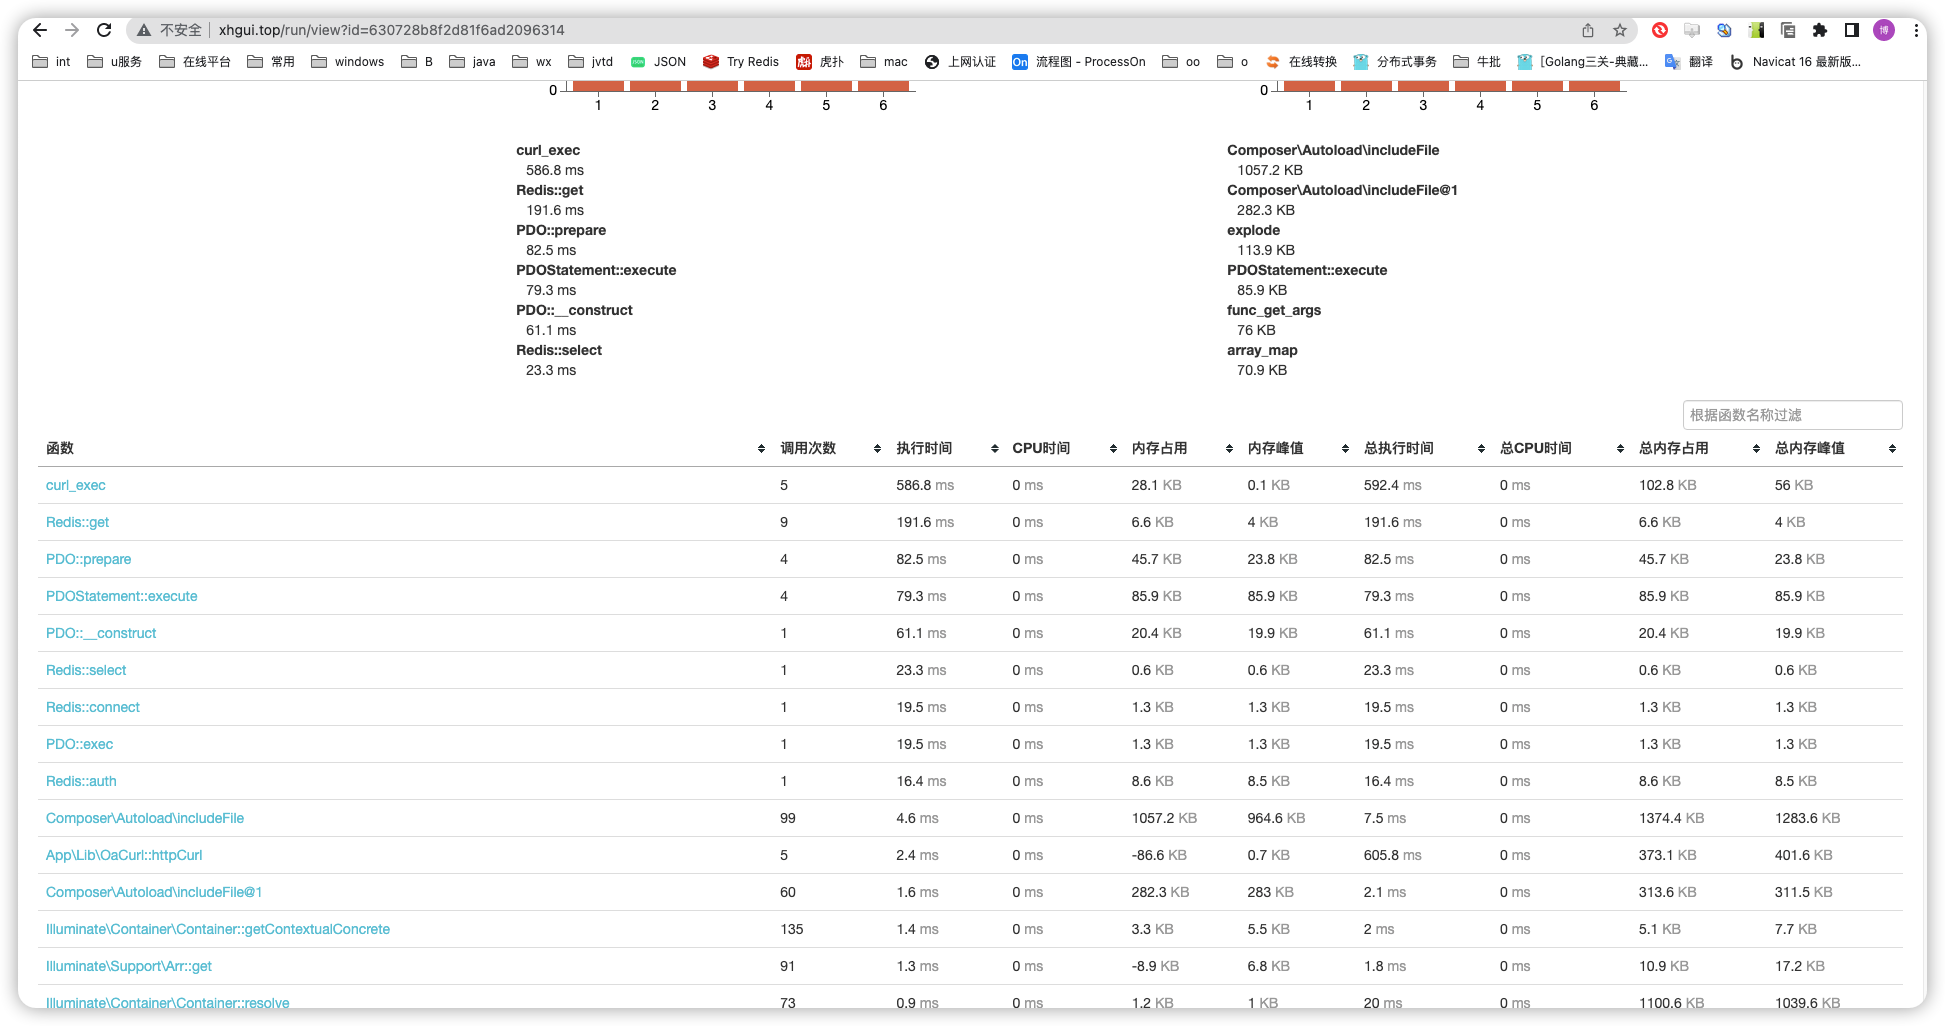 不安全 xhgui.top/run/view?id=630728b8f2d81f6ad2096314 博
int u服务 在线平台 常用 windows B java wx jvtd JSON Try Redis 虎扑 mac 上网认证 On 流程图 - ProcessOn oo o 在线转换 分布式事务 牛批 [Golang三关-典藏... 翻译 Navicat 16 最新版...
0 0
1 2 3 4 5 6 1 2 3 4 5 6
curl_exec
586.8 ms
Redis::get
191.6 ms
PDO::prepare
82.5 ms
PDOStatement::execute
79.3 ms
PDO::__construct
61.1 ms
Redis::select
23.3 ms
Composer\Autoload\includeFile
1057.2 KB
Composer\Autoload\includeFile@1
282.3 KB
explode
113.9 KB
PDOStatement::execute
85.9 KB
func_get_args
76 KB
array_map
70.9 KB
根据函数名称过滤
函数 调用次数 执行时间 CPU时间 内存占用 内存峰值 总执行时间 总CPU时间 总内存占用 总内存峰值
curl_exec 5 586.8 ms 0 ms 28.1 KB 0.1 KB 592.4 ms 0 ms 102.8 KB 56 KB
Redis::get 9 191.6 ms 0 ms 6.6 KB 4 KB 191.6 ms 0 ms 6.6 KB 4 KB
PDO::prepare 4 82.5 ms 0 ms 45.7 KB 23.8 KB 82.5 ms 0 ms 45.7 KB 23.8 KB
PDOStatement::execute 4 79.3 ms 0 ms 85.9 KB 85.9 KB 79.3 ms 0 ms 85.9 KB 85.9 KB
PDO::__construct 1 61.1 ms 0 ms 20.4 KB 19.9 KB 61.1 ms 0 ms 20.4 KB 19.9 KB
Redis::select 1 23.3 ms 0 ms 0.6 KB 0.6 KB 23.3 ms 0 ms 0.6 KB 0.6 KB
Redis::connect 1 19.5 ms 0 ms 1.3 KB 1.3 KB 19.5 ms 0 ms 1.3 KB 1.3 KB
PDO::exec 1 19.5 ms 0 ms 1.3 KB 1.3 KB 19.5 ms 0 ms 1.3 KB 1.3 KB
Redis::auth 1 16.4 ms 0 ms 8.6 KB 8.5 KB 16.4 ms 0 ms 8.6 KB 8.5 KB
Composer\Autoload\includeFile 99 4.6 ms 0 ms 1057.2 KB 964.6 KB 7.5 ms 0 ms 1374.4 KB 1283.6 KB
App\Lib\OaCurl::httpCurl 5 2.4 ms 0 ms -86.6 KB 0.7 KB 605.8 ms 0 ms 373.1 KB 401.6 KB
Composer\Autoload\includeFile@1 60 1.6 ms 0 ms 282.3 KB 283 KB 2.1 ms 0 ms 313.6 KB 311.5 KB
Illuminate\Container\Container::getContextualConcrete 135 1.4 ms 0 ms 3.3 KB 5.5 KB 2 ms 0 ms 5.1 KB 7.7 KB
Illuminate\Support\Arr::get 91 1.3 ms 0 ms -8.9 KB 6.8 KB 1.8 ms 0 ms 10.9 KB 17.2 KB
Illuminate\Container\Container::resolve 73 0.9 ms 0 ms 1.2 KB 1 KB 20 ms 0 ms 1100.6 KB 1039.6 KB